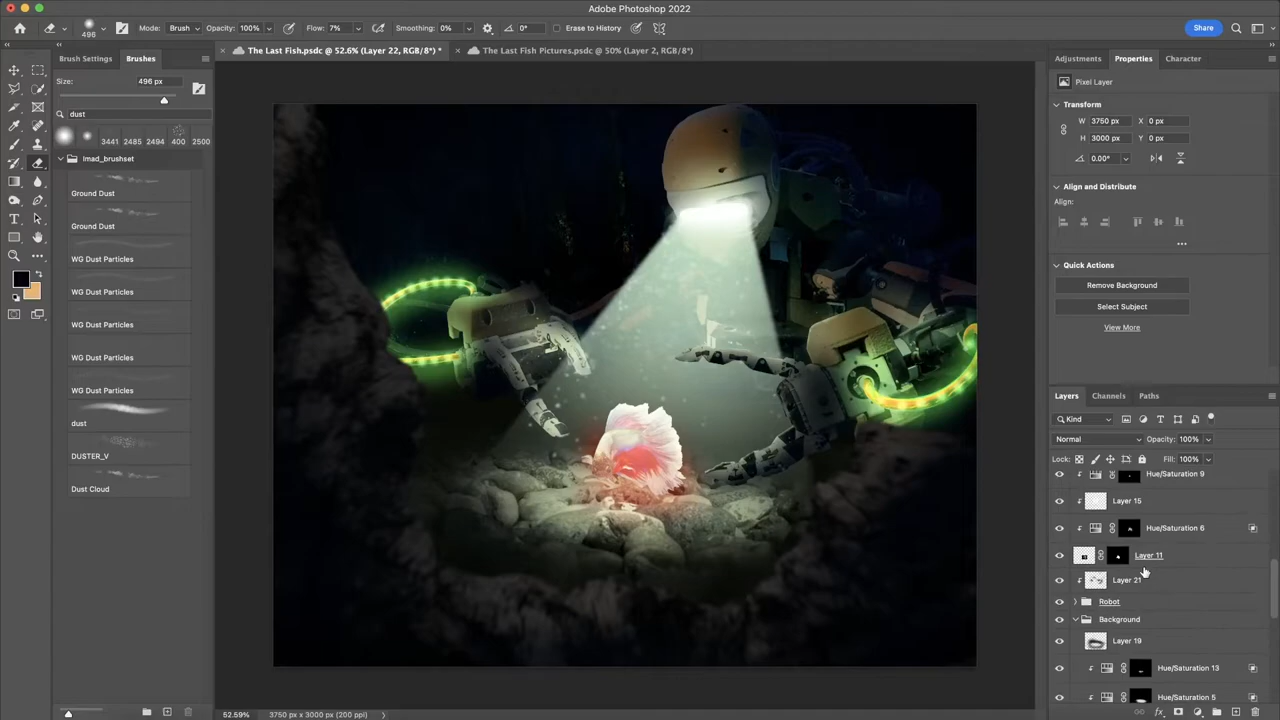 Adobe Photoshop 2022
496
Mode: Brush
Opacity: 100%
Flow: 7%
Smoothing: 0%
0°
Erase to History
Share
The Last Fish.psdc @ 52.6% (Layer 22, RGB/8*) *
The Last Fish Pictures.psdc @ 50% (Layer 2, RGB/8*)
Brush Settings
Brushes
Size:
496 px
dust
3441 2485 2494 400 2500
Imad_brushset
Ground Dust
Ground Dust
WG Dust Particles
WG Dust Particles
WG Dust Particles
WG Dust Particles
WG Dust Particles
dust
DUSTER_V
Dust Cloud
Adjustments
Properties
Character
Pixel Layer
Transform
W 3750 px X 0 px
H 3000 px Y 0 px
0.00°
Align and Distribute
Align:
Quick Actions
Remove Background
Select Subject
View More
Layers
Channels
Paths
Kind
Normal
Opacity: 100%
Lock:
Fill: 100%
Hue/Saturation 9
Layer 15
Hue/Saturation 6
Layer 11
Layer 21
Robot
Background
Layer 19
Hue/Saturation 13
Hue/Saturation 5
52.59%
3750 px x 3000 px (200 ppi)